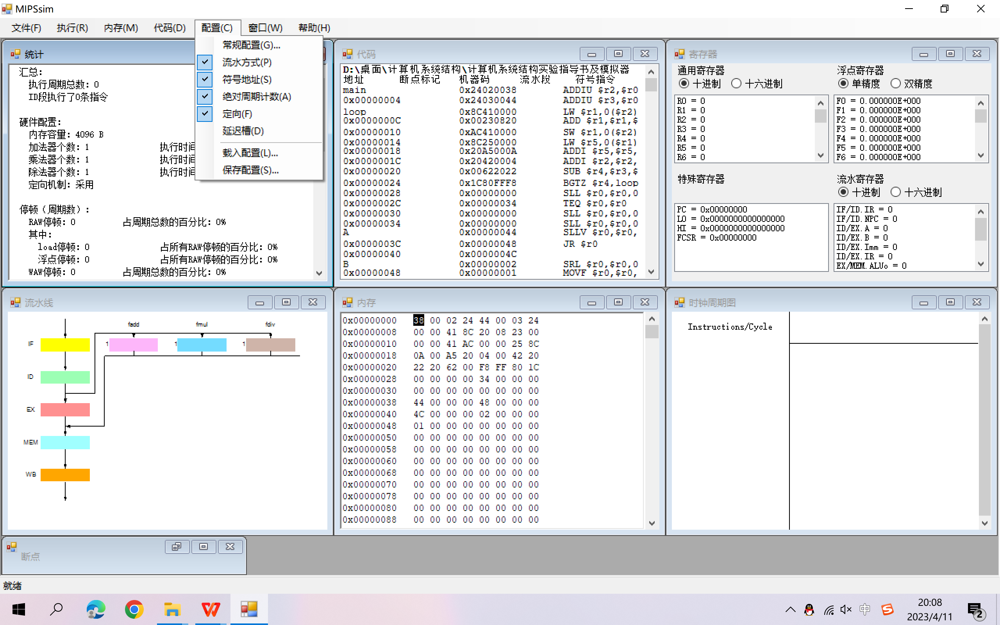 MIPSsim
文件(F) 执行(R) 内存(M) 代码(D) 配置(C) 窗口(W) 帮助(H)
常规配置(G)...
流水方式(P)
符号地址(S)
绝对周期计数(A)
定向(F)
延迟槽(D)
载入配置(L)...
保存配置(S)...
统计
汇总:
执行周期总数: 0
ID段执行了0条指令
硬件配置:
内存容量: 4096 B
加法器个数: 1 执行时间
乘法器个数: 1 执行时间
除法器个数: 1 执行时间
定向机制: 采用
停顿（周期数）:
RAW停顿: 0 占周期总数的百分比: 0%
其中:
load停顿: 0 占所有RAW停顿的百分比: 0%
浮点停顿: 0 占所有RAW停顿的百分比: 0%
WAW停顿: 0 占周期总数的百分比: 0%
代码
D:\桌面\计算机系统结构\计算机系统结构实验指导书及模拟器
地址 断点标记 机器码 流水段 符号指令
main 0x24020038 ADDIU $r2,$r0
0x00000004 0x24030044 ADDIU $r3,$r0
loop 0x8C410000 LW $r1,0($r2)
0x0000000C 0x00230820 ADD $r1,$r1,$
0x00000010 0xAC410000 SW $r1,0($r2)
0x00000014 0x8C250000 LW $r5,0($r1)
0x00000018 0x20A5000A ADDI $r5,$r5,
0x0000001C 0x20420004 ADDI $r2,$r2,
0x00000020 0x00622022 SUB $r4,$r3,$
0x00000024 0x1C80FFF8 BGTZ $r4,loop
0x00000028 0x00000000 SLL $r0,$r0,0
0x0000002C 0x00000034 TEQ $r0,$r0
0x00000030 0x00000000 SLL $r0,$r0,0
0x00000034 0x00000000 SLL $r0,$r0,0
A 0x00000044 SLLV $r0,$r0,
0x0000003C 0x00000048 JR $r0
0x00000040 0x0000004C
B 0x00000002 SRL $r0,$r0,0
0x00000048 0x00000001 MOVF $r0,$r0,
寄存器
通用寄存器
十进制 十六进制
R0 = 0
R1 = 0
R2 = 0
R3 = 0
R4 = 0
R5 = 0
R6 = 0
浮点寄存器
单精度 双精度
F0 = 0.000000E+000
F1 = 0.000000E+000
F2 = 0.000000E+000
F3 = 0.000000E+000
F4 = 0.000000E+000
F5 = 0.000000E+000
F6 = 0.000000E+000
特殊寄存器
PC = 0x00000000
LO = 0x0000000000000000
HI = 0x0000000000000000
FCSR = 0x00000000
流水寄存器
十进制 十六进制
IF/ID.IR = 0
IF/ID.NPC = 0
ID/EX.A = 0
ID/EX.B = 0
ID/EX.Imm = 0
ID/EX.IR = 0
EX/MEM.ALUo = 0
流水线
fadd fmul fdiv
IF 1 1 1
ID
EX
MEM
WB
内存
0x00000000 38 00 02 24 44 00 03 24
0x00000008 00 00 41 8C 20 08 23 00
0x00000010 00 00 41 AC 00 00 25 8C
0x00000018 0A 00 A5 20 04 00 42 20
0x00000020 22 20 62 00 F8 FF 80 1C
0x00000028 00 00 00 00 34 00 00 00
0x00000030 00 00 00 00 00 00 00 00
0x00000038 44 00 00 00 48 00 00 00
0x00000040 4C 00 00 00 02 00 00 00
0x00000048 01 00 00 00 00 00 00 00
0x00000050 00 00 00 00 00 00 00 00
0x00000058 00 00 00 00 00 00 00 00
0x00000060 00 00 00 00 00 00 00 00
0x00000068 00 00 00 00 00 00 00 00
0x00000070 00 00 00 00 00 00 00 00
0x00000078 00 00 00 00 00 00 00 00
0x00000080 00 00 00 00 00 00 00 00
0x00000088 00 00 00 00 00 00 00 00
时钟周期图
Instructions/Cycle
断点
就绪
中
20:08
2023/4/11
2